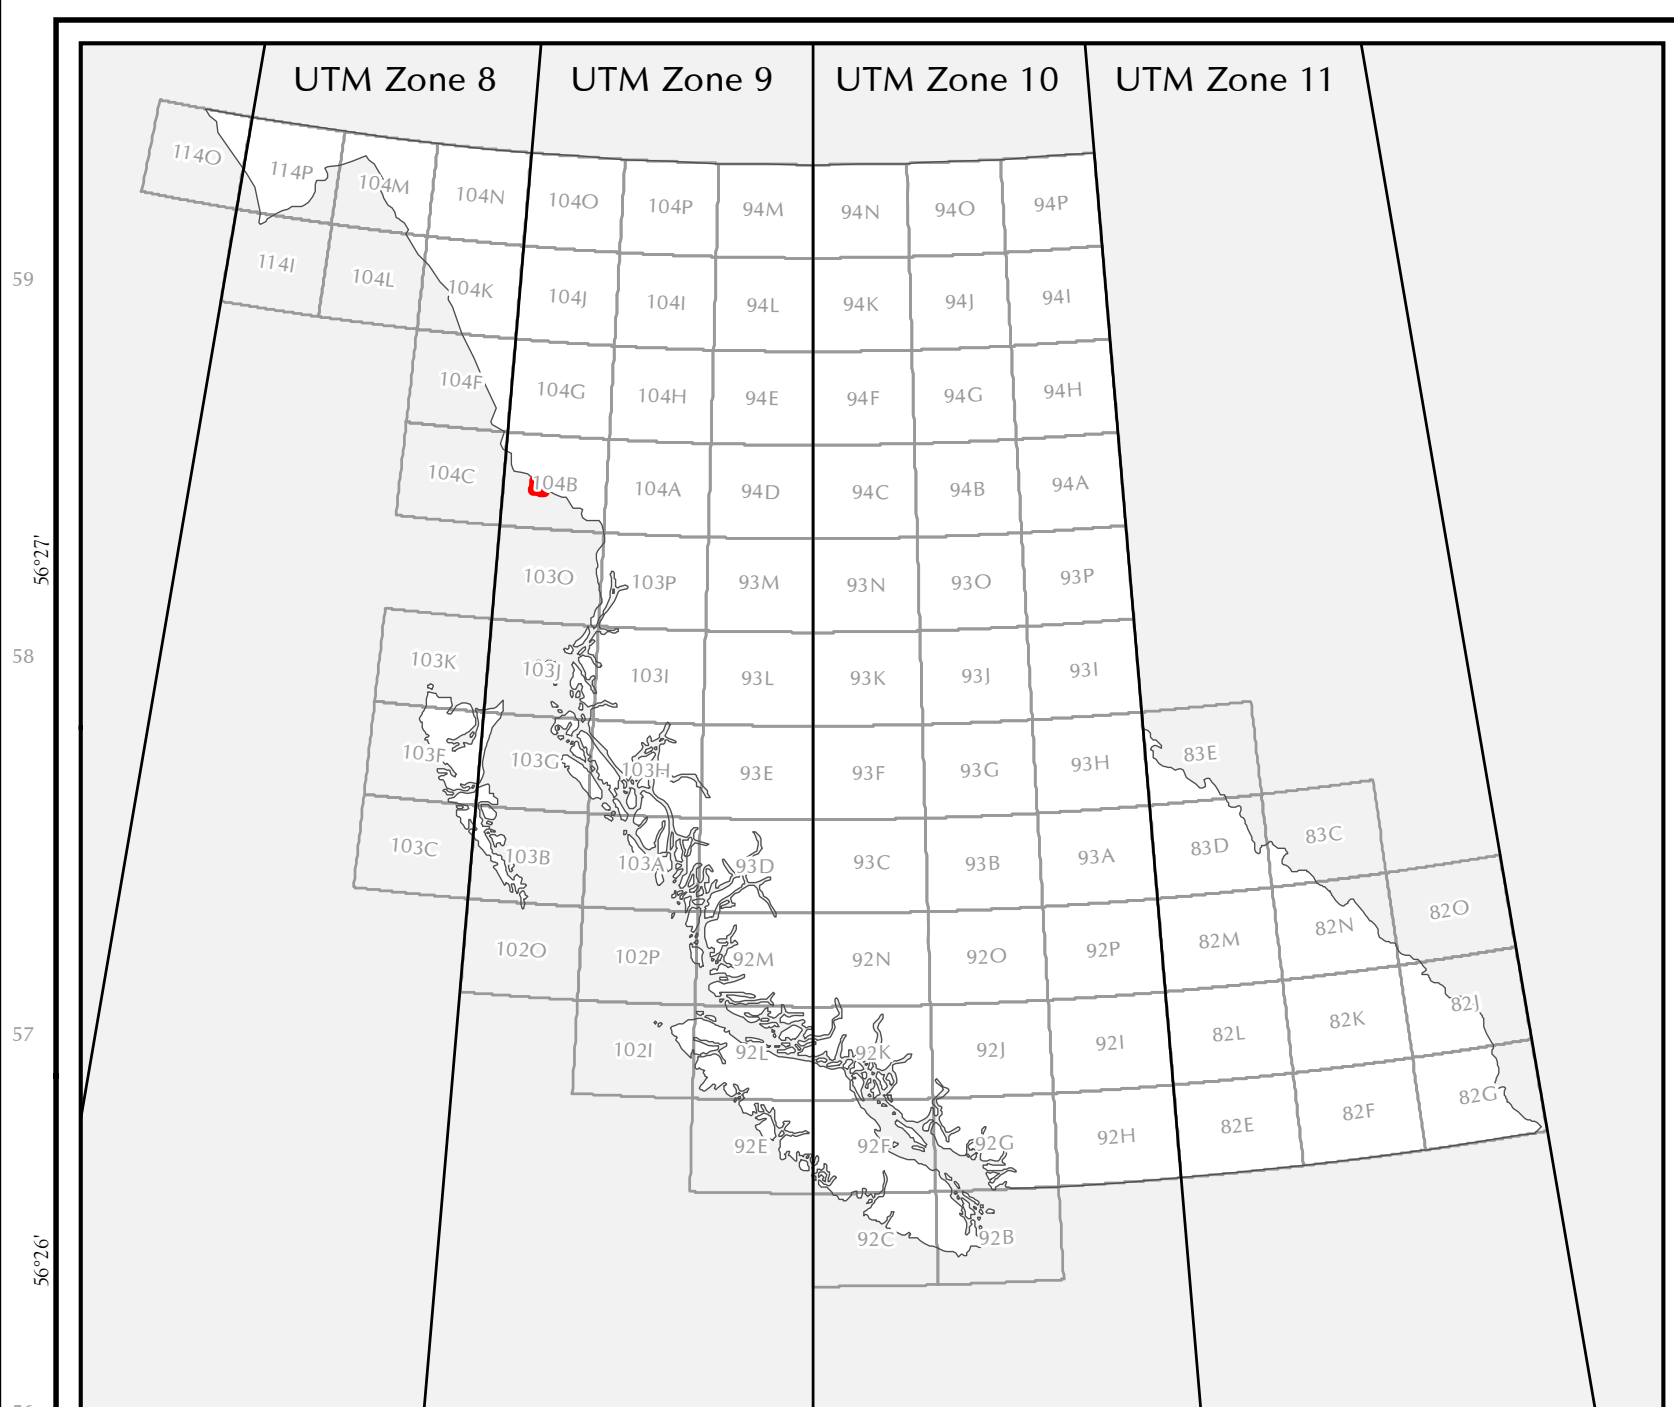 UTM Zone 8 UTM Zone 9 UTM Zone 10 UTM Zone 11
114O 114P 104M 104N 104O 104P 94M 94N 94O 94P
59 114I 104L 104K 104J 104I 94L 94K 94J 94I
104F 104G 104H 94E 94F 94G 94H
104C 104B 104A 94D 94C 94B 94A
56°27'
103O 103P 93M 93N 93O 93P
58 103K 103J 103I 93L 93K 93J 93I
103F 103G 103H 93E 93F 93G 93H 83E
103C 103B 103A 93D 93C 93B 93A 83D 83C
102O 102P 92M 92N 92O 92P 82M 82N 82O
57 102I 92L 92K 92J 92I 82L 82K 82J
92E 92F 92G 92H 82E 82F 82G
56°26'
92C 92B